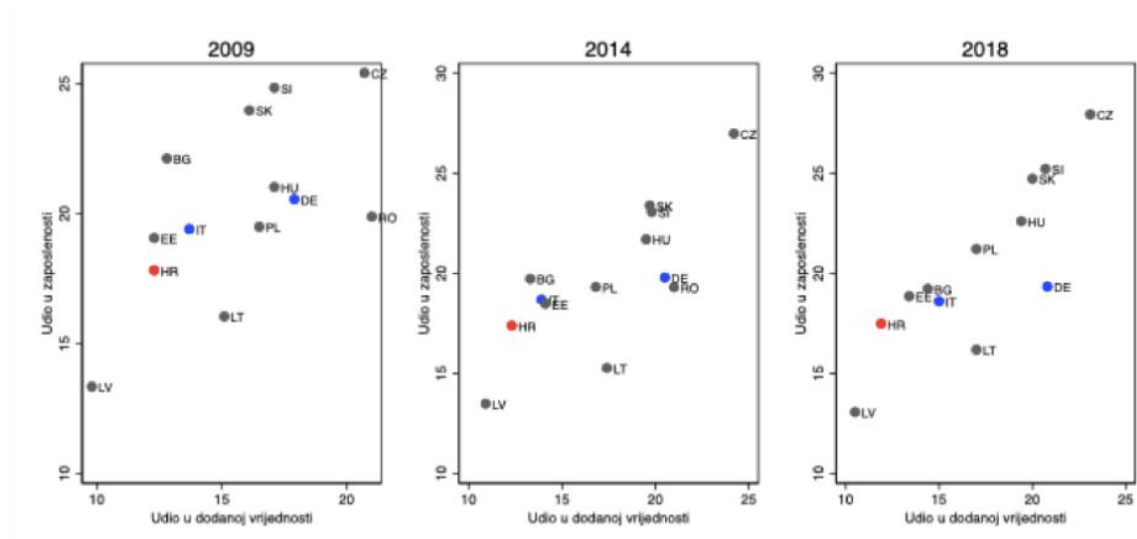 2009
Udio u zaposlenosti
25
20
15
10
CZ
SI
SK
BG
HU
DE
RO
PL
IT
EE
HR
LT
LV
10 15 20
Udio u dodanoj vrijednosti
2014
Udio u zaposlenosti
30
25
20
15
10
CZ
SK
SI
HU
DE
RO
BG
PL
IT
EE
HR
LT
LV
10 15 20 25
Udio u dodanoj vrijednosti
2018
Udio u zaposlenosti
30
25
20
15
10
CZ
SI
SK
HU
PL
DE
BG
EE
IT
HR
LT
LV
10 15 20 25
Udio u dodanoj vrijednosti